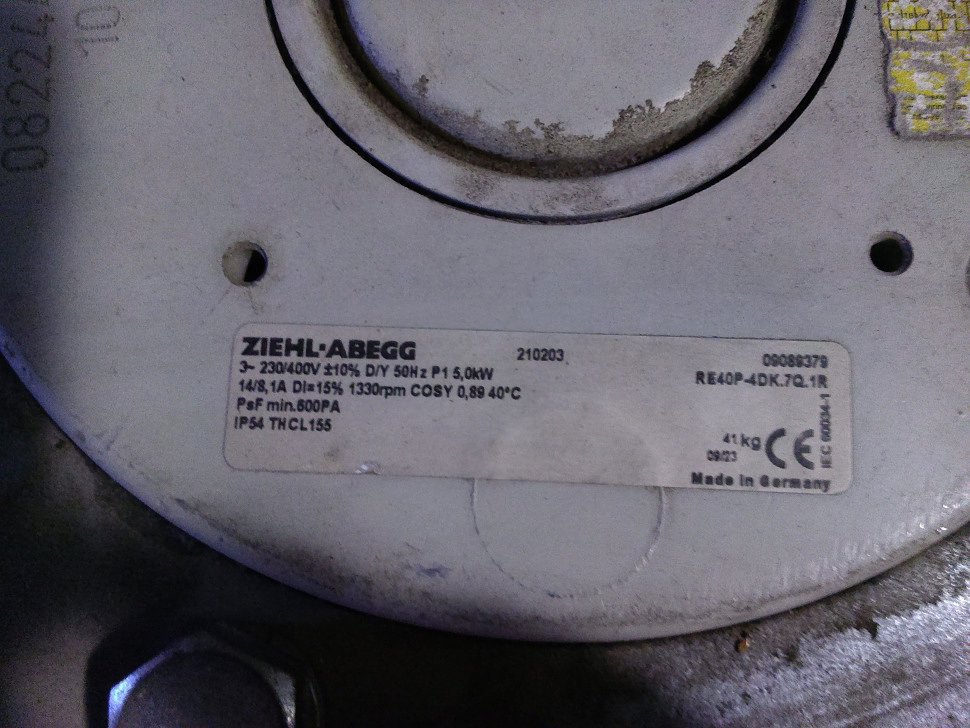 ZIEHL-ABEGG 210203 09089379
3~ 230/400V ±10% D/Y 50Hz P1 5,0kW RE40P-4DK.7Q.1R
14/8,1A DI=15% 1330rpm COSY 0,89 40°C
PsF min.600PA
IP54 THCL155
41 kg CE
09/23
IEC 60034-1
Made in Germany
08224
10